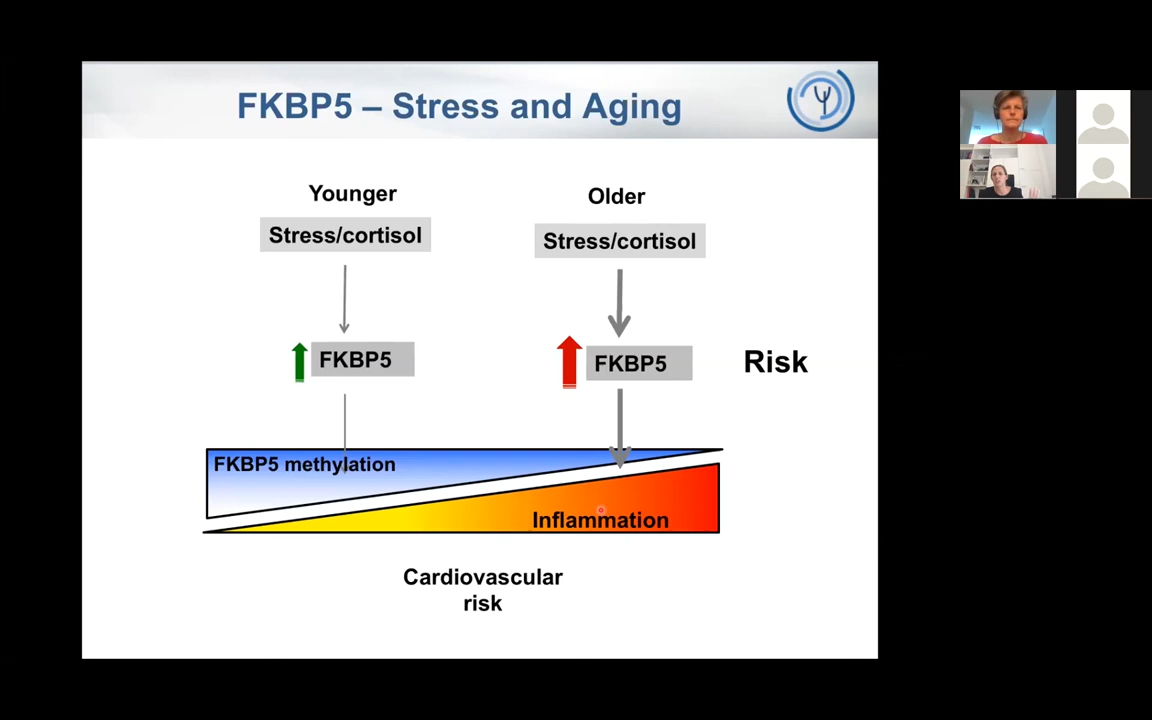 FKBP5 – Stress and Aging
Younger
Older
Stress/cortisol
Stress/cortisol
FKBP5
FKBP5
Risk
FKBP5 methylation
Inflammation
Cardiovascular
risk